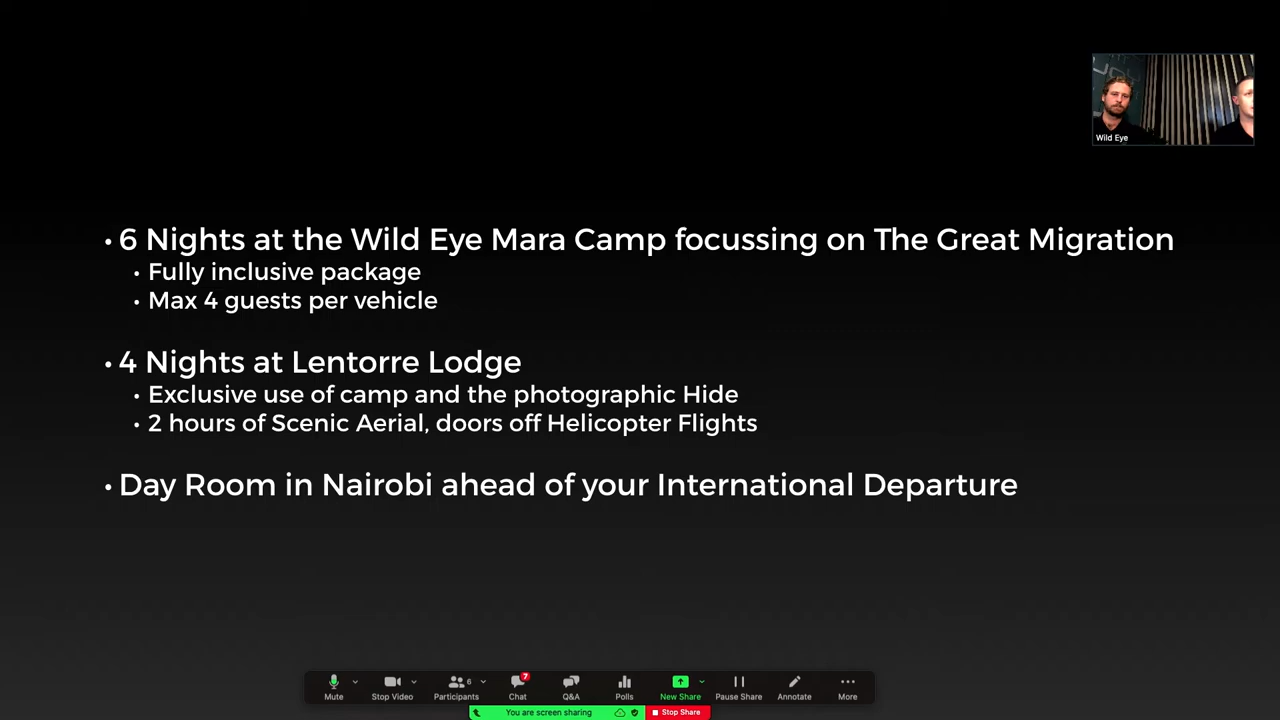 Wild Eye
• 6 Nights at the Wild Eye Mara Camp focussing on The Great Migration
• Fully inclusive package
• Max 4 guests per vehicle
• 4 Nights at Lentorre Lodge
• Exclusive use of camp and the photographic Hide
• 2 hours of Scenic Aerial, doors off Helicopter Flights
• Day Room in Nairobi ahead of your International Departure
6
7
Mute
Stop Video
Participants
Chat
Q&A
Polls
New Share
Pause Share
Annotate
More
You are screen sharing
Stop Share